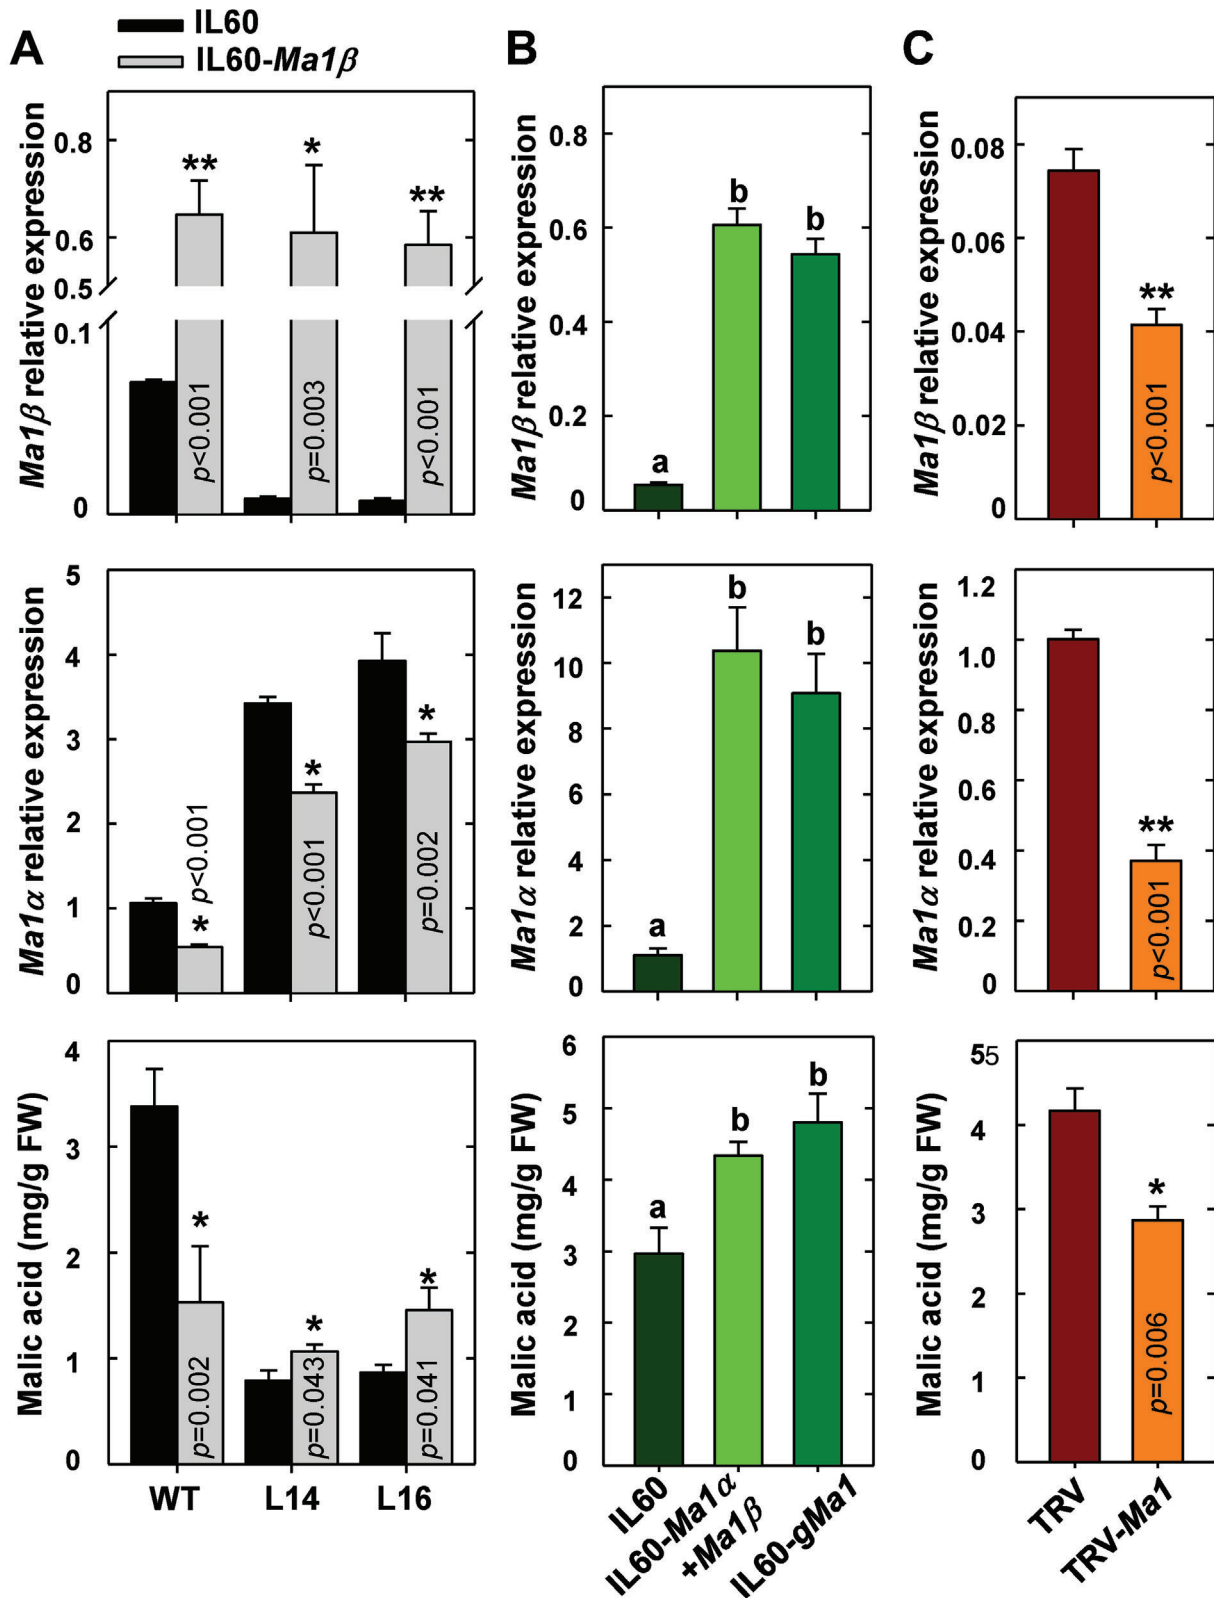 A
IL60
IL60-Ma1β
Ma1β relative expression
0.8
0.6
0.5
0.1
0
** * **
p<0.001
p=0.003
p<0.001
Ma1α relative expression
5
4
3
2
1
0
p<0.001
* * *
p<0.001
p=0.002
Malic acid (mg/g FW)
4
3
2
1
0
* * *
p=0.002
p=0.043
p=0.041
WT L14 L16
B
Ma1β relative expression
0.8
0.6
0.4
0.2
0
a b b
Ma1α relative expression
12
10
8
6
4
2
0
a b b
Malic acid (mg/g FW)
6
5
4
3
2
1
0
a b b
IL60
IL60-Ma1α
+Ma1β
IL60-gMa1
C
Ma1β relative expression
0.08
0.06
0.04
0.02
0
**
p<0.001
Ma1α relative expression
1.2
1.0
0.8
0.6
0.4
0.2
0
**
p<0.001
Malic acid (mg/g FW)
55
4
3
2
1
0
*
p=0.006
TRV
TRV-Ma1